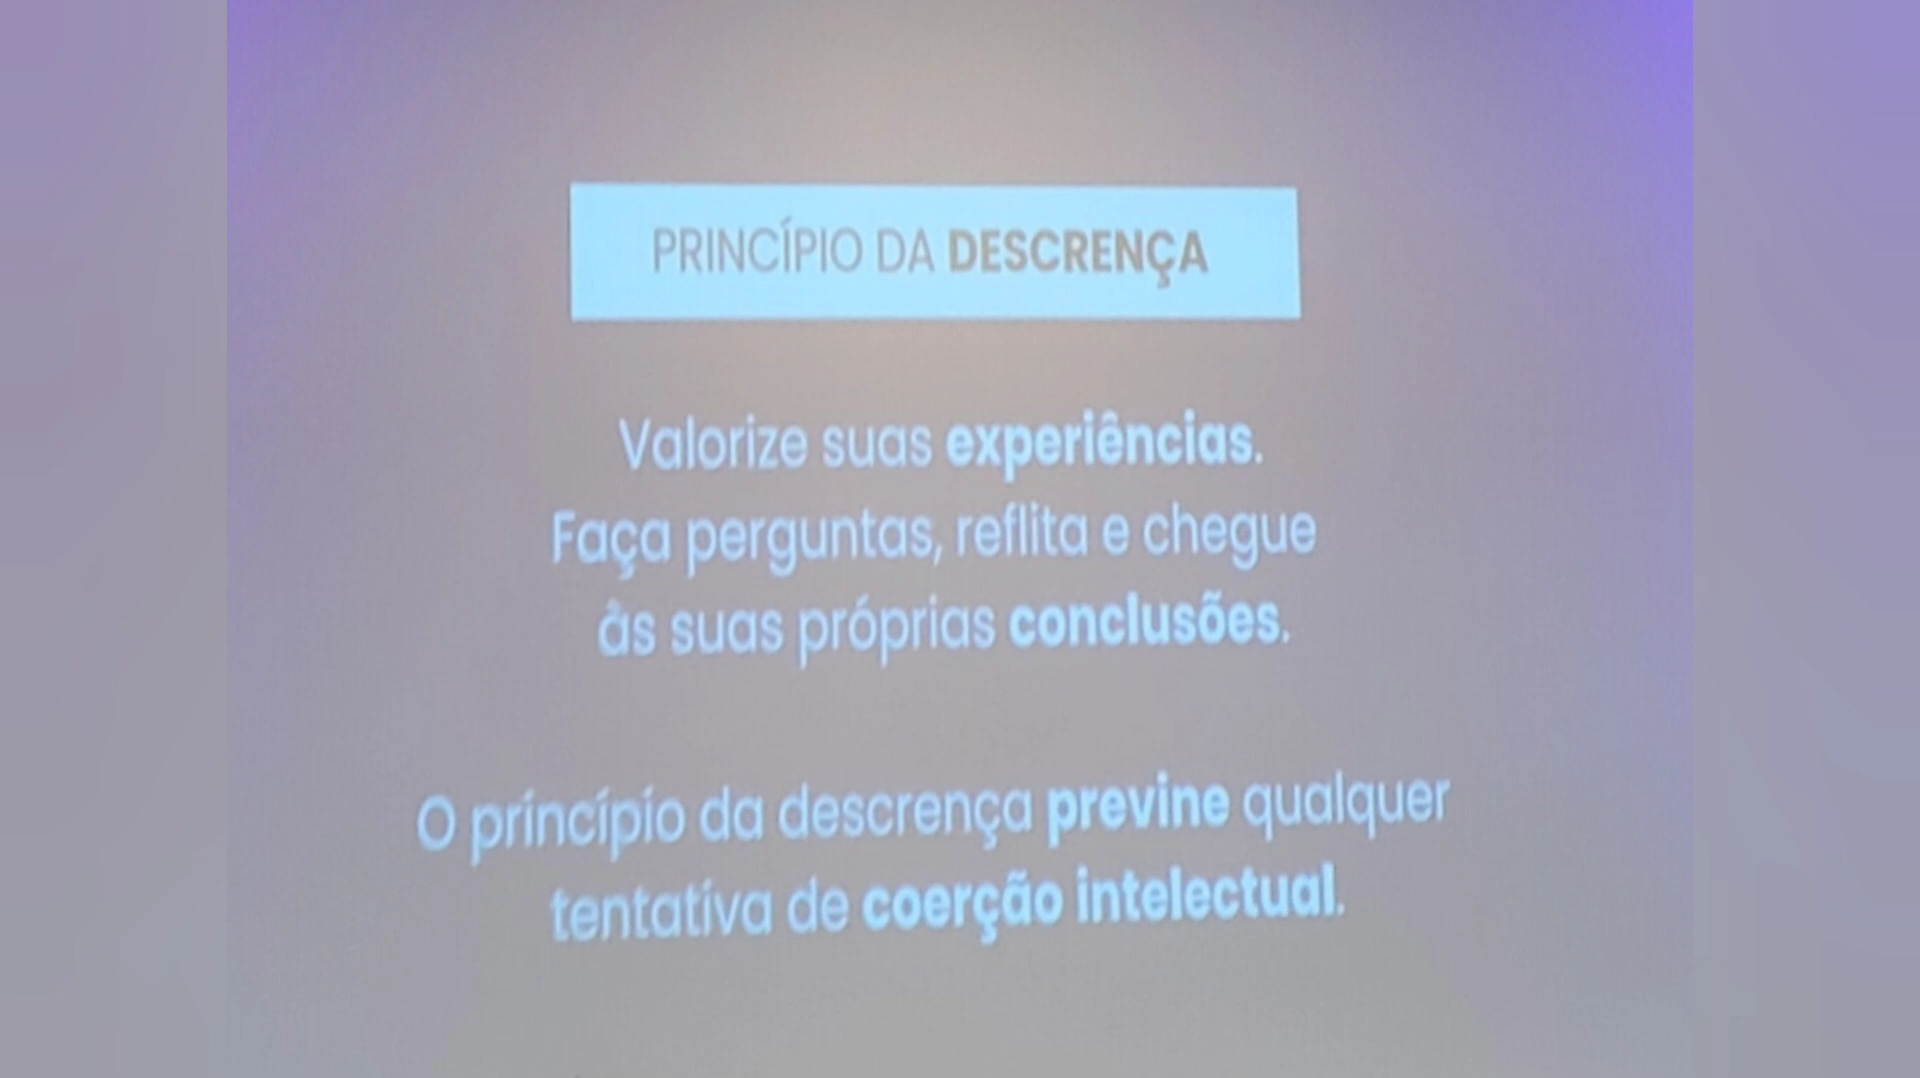 PRINCÍPIO DA DESCRENÇA
Valorize suas experiências.
Faça perguntas, reflita e chegue
às suas próprias conclusões.
O princípio da descrença previne qualquer
tentativa de coerção intelectual.